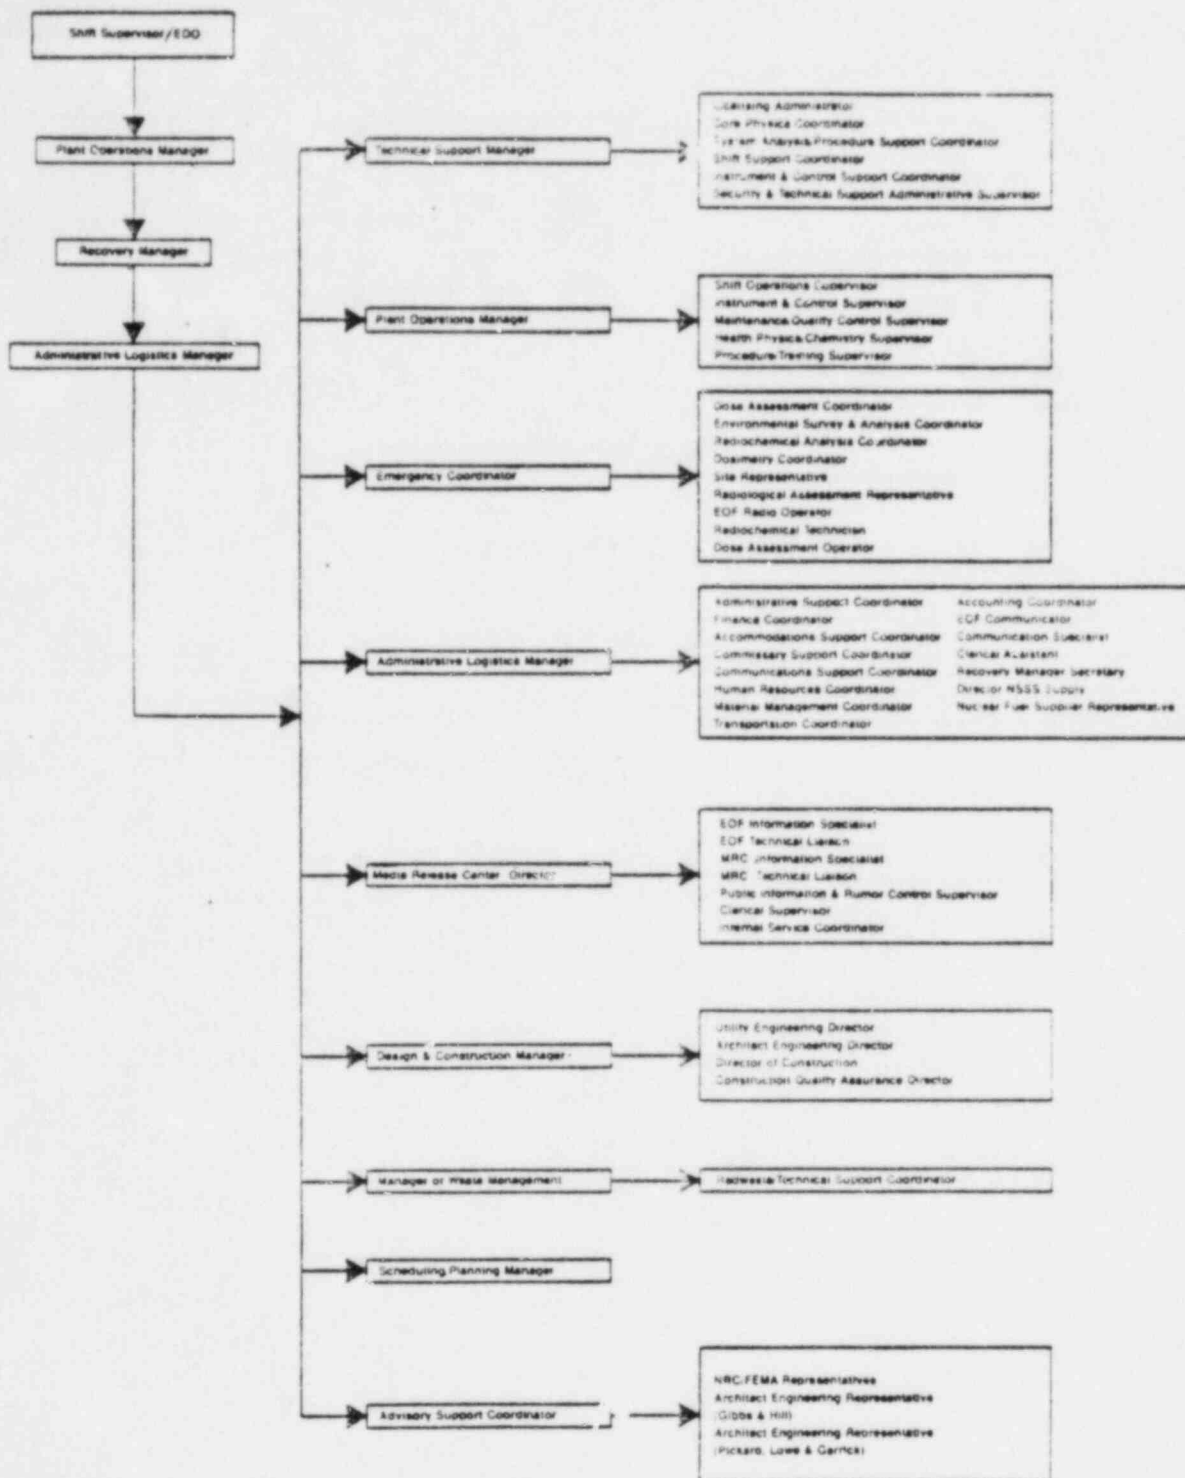 Shift Supervisor/EDO
Plant Operations Manager
Recovery Manager
Administrative Logistics Manager
Technical Support Manager
Licensing Administrator
Core Physics Coordinator
System Analysis/Procedure Support Coordinator
Shift Support Coordinator
Instrument & Control Support Coordinator
Security & Technical Support Administrative Supervisor
Plant Operations Manager
Shift Operations Supervisor
Instrument & Control Supervisor
Maintenance/Quality Control Supervisor
Health Physics/Chemistry Supervisor
Procedure/Training Supervisor
Emergency Coordinator
Dose Assessment Coordinator
Environmental Survey & Analysis Coordinator
Radiochemical Analysis Coordinator
Dosimetry Coordinator
Site Representative
Radiological Assessment Representative
EOF Radio Operator
Radiochemical Technician
Dose Assessment Operator
Administrative Logistics Manager
Administrative Support Coordinator
Finance Coordinator
Accommodations Support Coordinator
Commissary Support Coordinator
Communications Support Coordinator
Human Resources Coordinator
Material Management Coordinator
Transportation Coordinator
Accounting Coordinator
EOF Communicator
Communication Specialist
Clerical Assistant
Recovery Manager Secretary
Director NSSS Supply
Nuclear Fuel Supplier Representative
Media Release Center Director
EOF Information Specialist
EOF Technical Liaison
MRC Information Specialist
MRC Technical Liaison
Public Information & Rumor Control Supervisor
Clerical Supervisor
Internal Service Coordinator
Design & Construction Manager
Utility Engineering Director
Architect Engineering Director
Director of Construction
Construction Quality Assurance Director
Manager of Waste Management
Radwaste/Technical Support Coordinator
Scheduling/Planning Manager
Advisory Support Coordinator
NRC/FEMA Representatives
Architect Engineering Representative
(Gibbs & Hill)
Architect Engineering Representative
(Pickard, Lowe & Garrick)